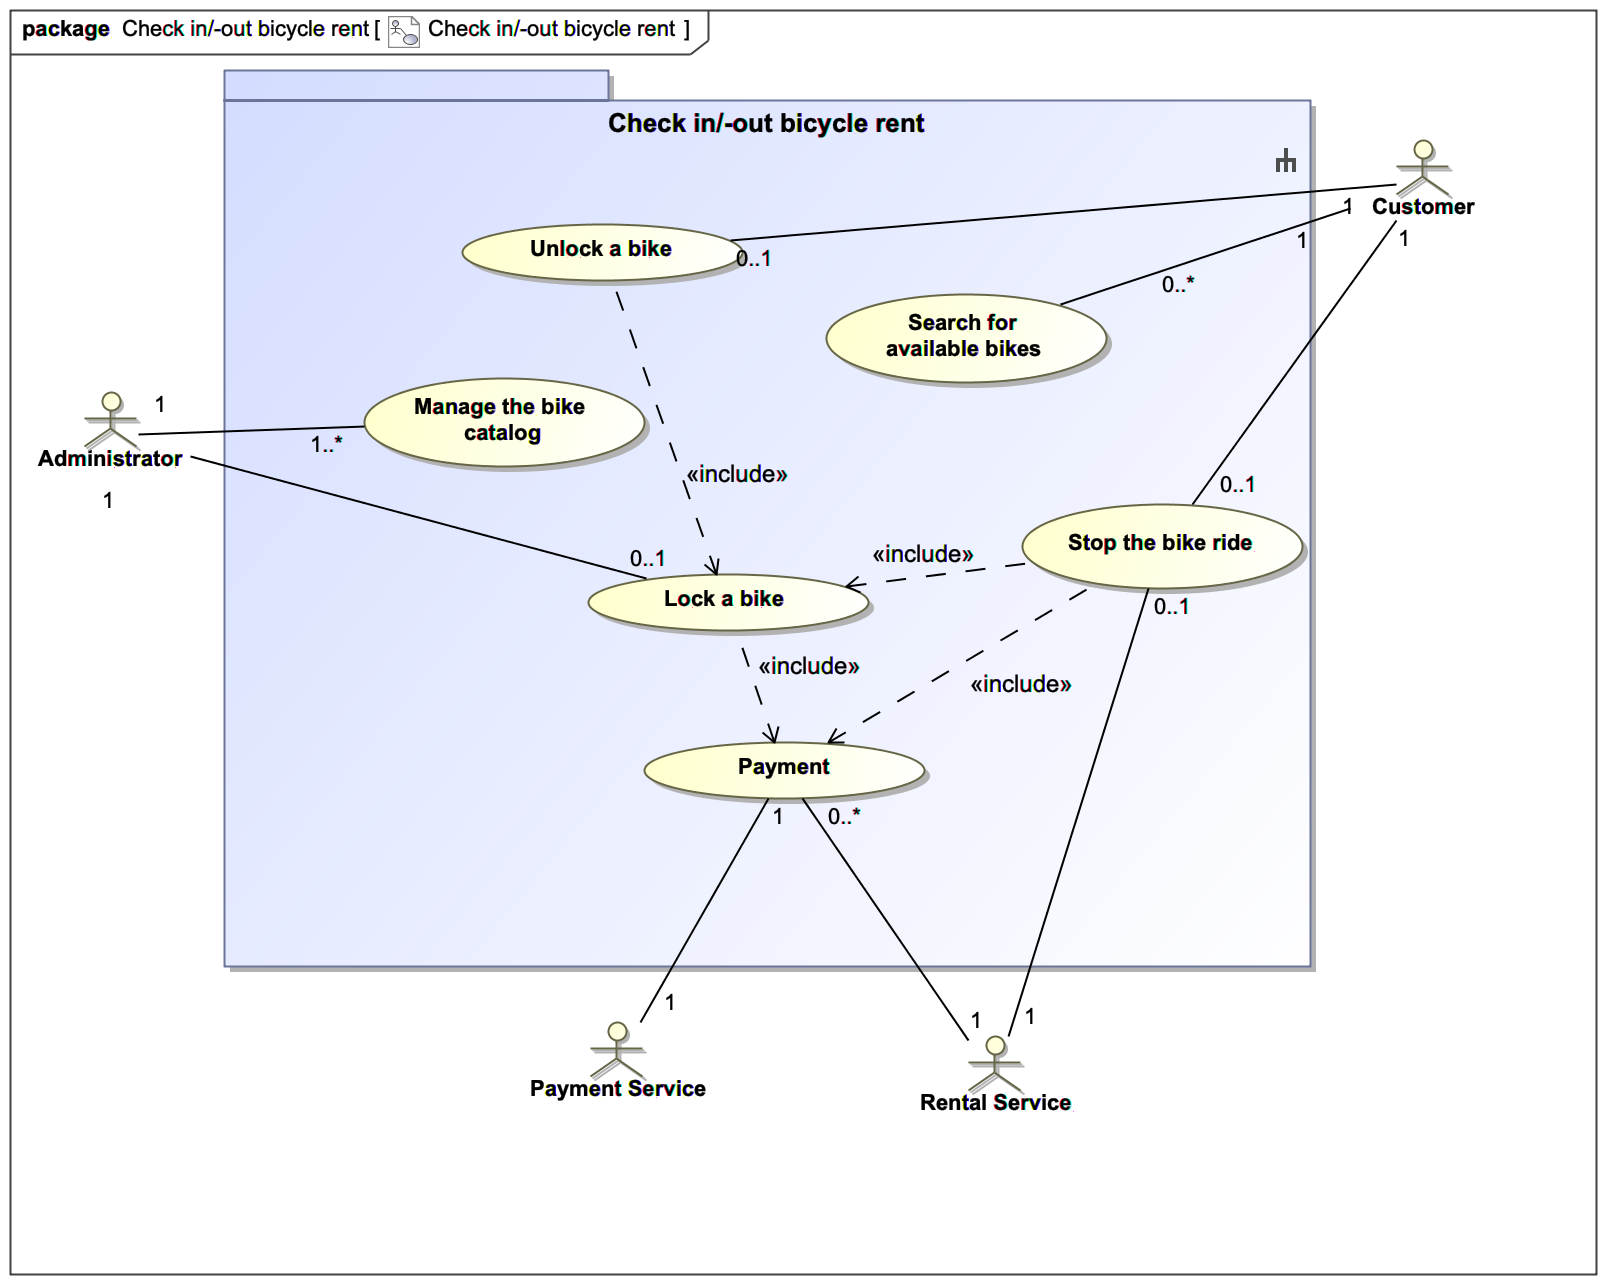 package Check in/-out bicycle rent [ Check in/-out bicycle rent ]
Check in/-out bicycle rent
Customer
1
1
1
Unlock a bike
0..1
0..*
Search for
available bikes
Administrator
1
1
Manage the bike
catalog
1..*
«include»
0..1
Stop the bike ride
«include»
0..1
Lock a bike
0..1
«include»
«include»
Payment
1
0..*
1
1
1
Payment Service
Rental Service